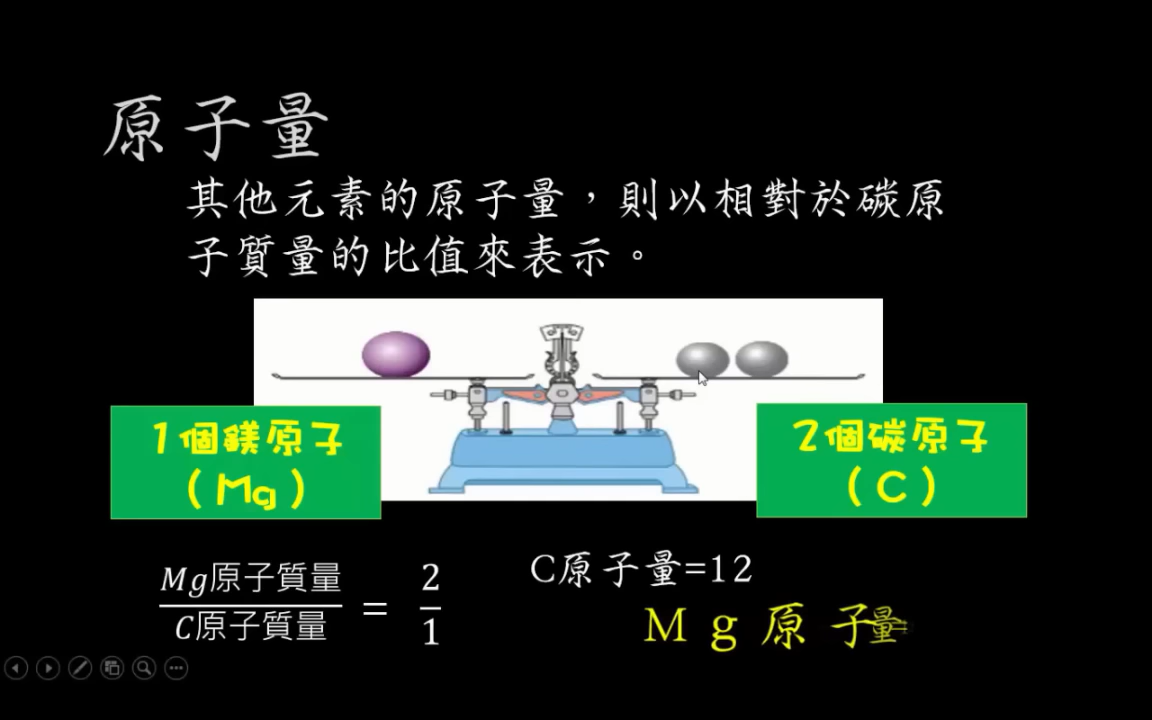 原子量
其他元素的原子量，則以相對於碳原
子質量的比值來表示。
1個鎂原子
（Mg）
2個碳原子
（C）
Mg原子質量
C原子質量
=
2
1
C原子量=12
Mg原子量